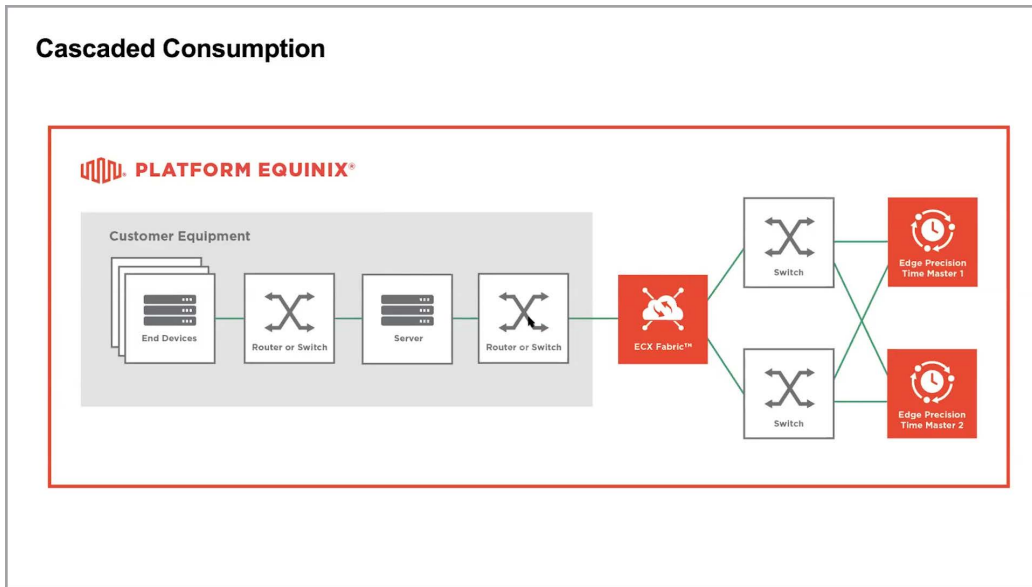 Cascaded Consumption
PLATFORM EQUINIX®
Customer Equipment
End Devices
Router or Switch
Server
Router or Switch
ECX Fabric™
Switch
Edge Precision
Time Master 1
Switch
Edge Precision
Time Master 2